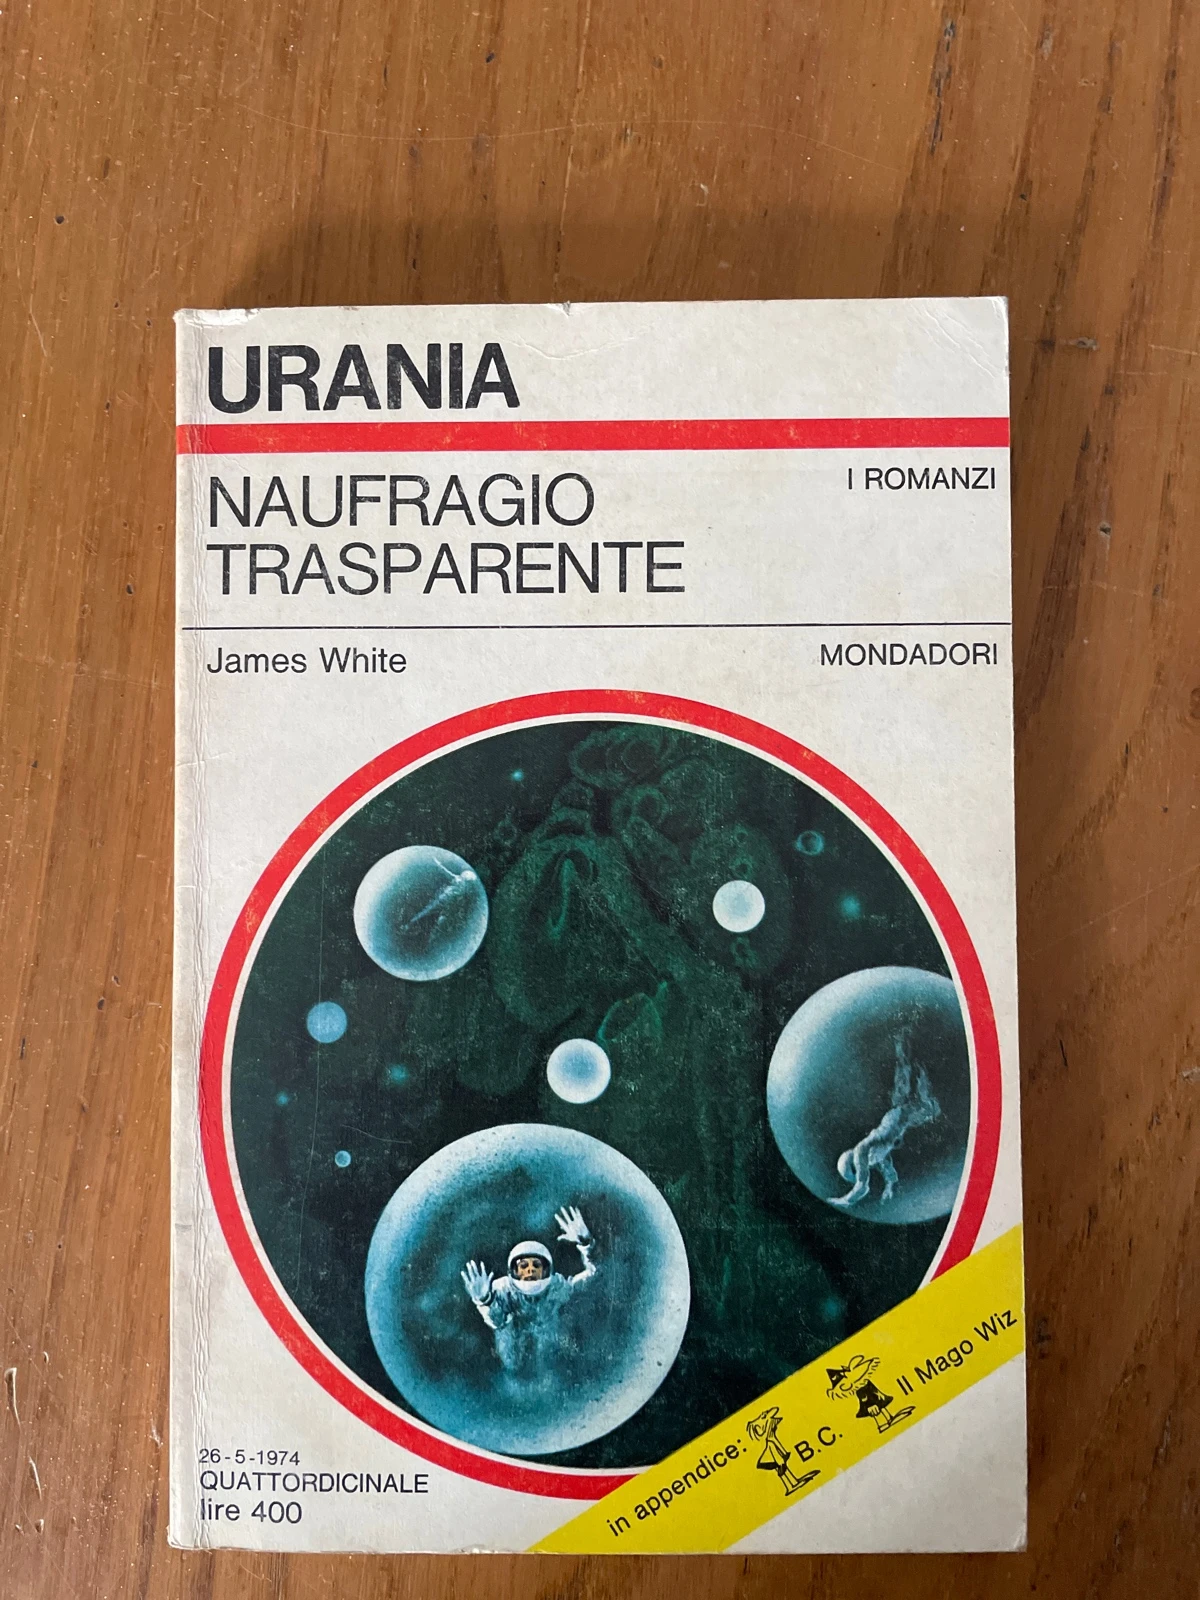 URANIA
NAUFRAGIO
TRASPARENTE
I ROMANZI
James White
MONDADORI
26-5-1974
QUATTORDICINALE
lire 400
in appendice: B.C. Il Mago Wiz